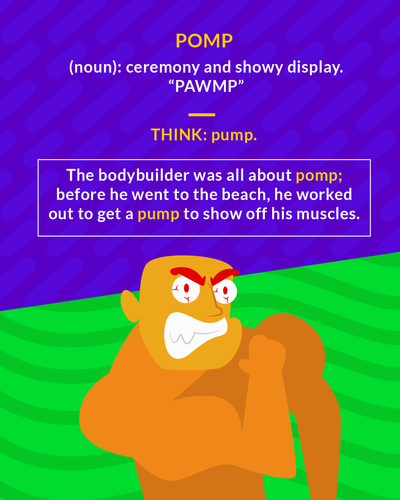 POMP
(noun): ceremony and showy display.
“PAWMP”
THINK: pump.
The bodybuilder was all about pomp;
before he went to the beach, he worked
out to get a pump to show off his muscles.